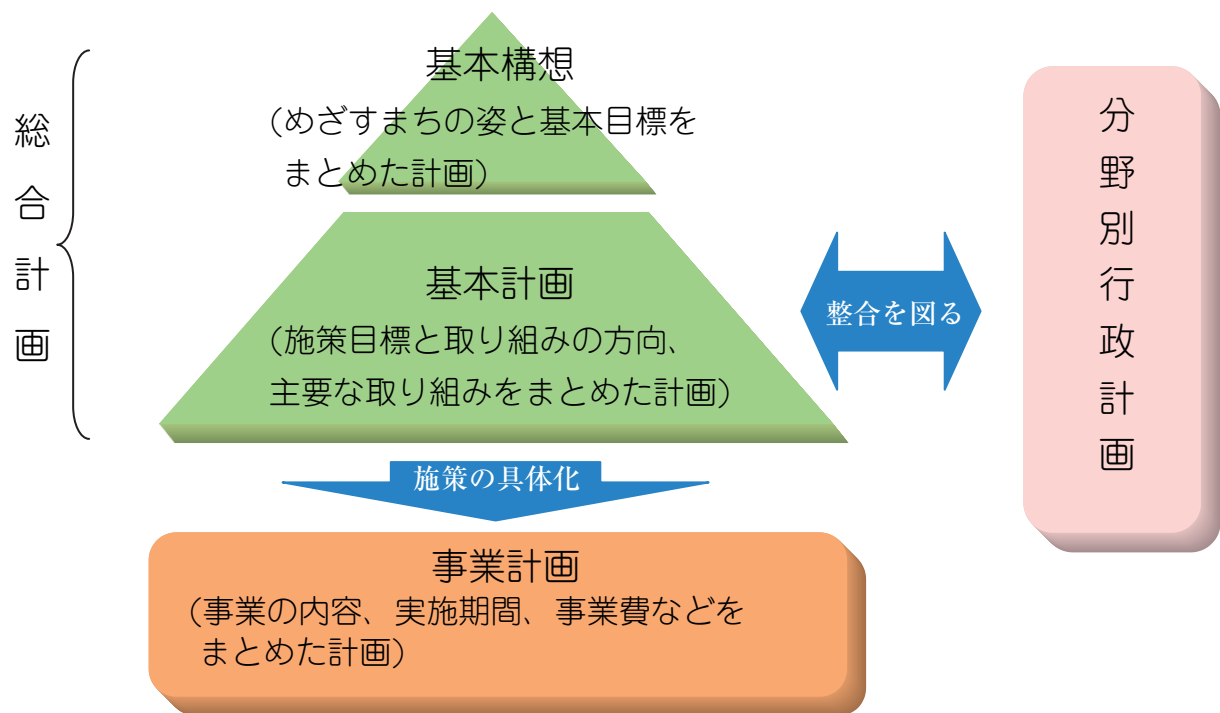 総合計画
基本構想
(めざすまちの姿と基本目標を
まとめた計画)
基本計画
(施策目標と取り組みの方向、
主要な取り組みをまとめた計画)
整合を図る
分野別行政計画
施策の具体化
事業計画
(事業の内容、実施期間、事業費などを
まとめた計画)